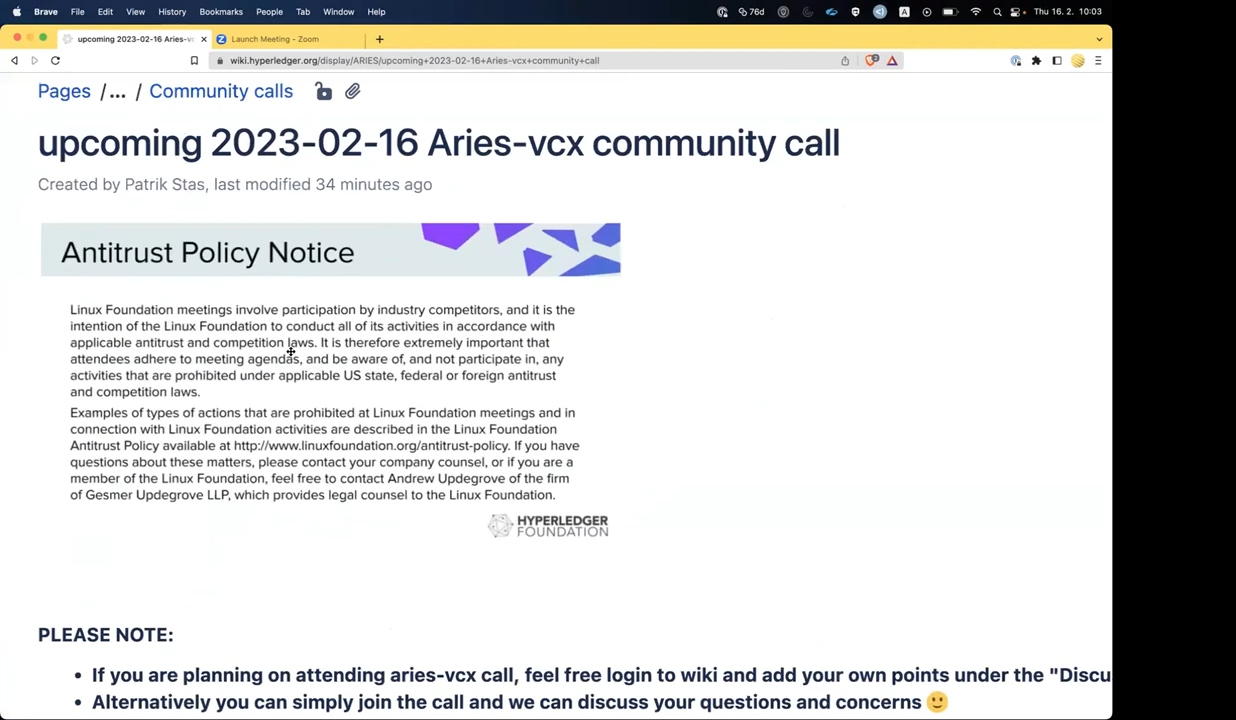 Brave File Edit View History Bookmarks People Tab Window Help 76d A Thu 16. 2. 10:03
upcoming 2023-02-16 Aries-vc Launch Meeting - Zoom
wiki.hyperledger.org/display/ARIES/upcoming+2023-02-16+Aries-vcx+community+call
Pages /... / Community calls
upcoming 2023-02-16 Aries-vcx community call
Created by Patrik Stas, last modified 34 minutes ago
Antitrust Policy Notice
Linux Foundation meetings involve participation by industry competitors, and it is the
intention of the Linux Foundation to conduct all of its activities in accordance with
applicable antitrust and competition laws. It is therefore extremely important that
attendees adhere to meeting agendas, and be aware of, and not participate in, any
activities that are prohibited under applicable US state, federal or foreign antitrust
and competition laws.
Examples of types of actions that are prohibited at Linux Foundation meetings and in
connection with Linux Foundation activities are described in the Linux Foundation
Antitrust Policy available at http://www.linuxfoundation.org/antitrust-policy. If you have
questions about these matters, please contact your company counsel, or if you are a
member of the Linux Foundation, feel free to contact Andrew Updegrove of the firm
of Gesmer Updegrove LLP, which provides legal counsel to the Linux Foundation.
HYPERLEDGER
FOUNDATION
PLEASE NOTE:
• If you are planning on attending aries-vcx call, feel free login to wiki and add your own points under the "Discu
• Alternatively you can simply join the call and we can discuss your questions and concerns 🙂